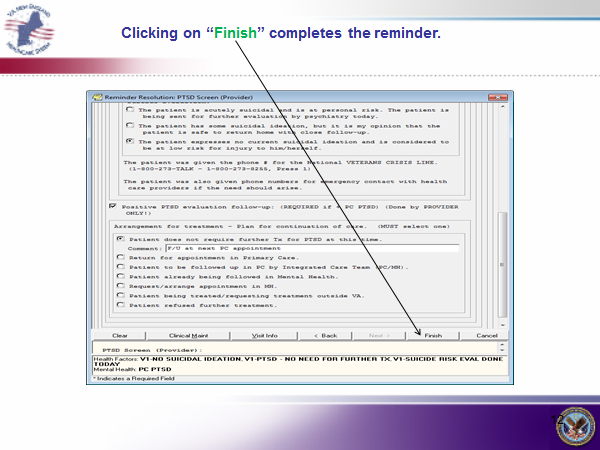 VA NEW ENGLAND
HEALTHCARE SYSTEM
Clicking on “Finish” completes the reminder.
Reminder Resolution: PTSD Screen (Provider)
The patient is acutely suicidal and is at personal risk. The patient is
being sent for further evaluation by psychiatry today.
The patient has some suicidal ideation, but it is my opinion that the
patient is safe to return home with close follow-up.
The patient expresses no current suicidal ideation and is considered to
be at low risk for injury to him/herself.
The patient was given the phone # for the National VETERANS CRISIS LINE.
(1-800-273-TALK - 1-800-273-8255, Press 1)
The patient was also given phone numbers for emergency contact with health
care providers if the need should arise.
Positive PTSD evaluation follow-up: (REQUIRED if + PC PTSD) (Done by PROVIDER
ONLY!)
Arrangement for treatment - Plan for continuation of care. (MUST select one)
Patient does not require further Tx for PTSD at this time.
Comment: F/U at next PC appointment
Return for appointment in Primary Care.
Patient to be followed up in PC by Integrated Care Team (PC/MH).
Patient already being followed in Mental Health.
Request/arrange appointment in MH.
Patient being treated/requesting treatment outside VA.
Patient refused further treatment.
Clear Clinical Maint Visit Info < Back Next > Finish Cancel
PTSD Screen (Provider):
Health Factors: V1-NO SUICIDAL IDEATION, V1-PTSD - NO NEED FOR FURTHER TX, V1-SUICIDE RISK EVAL DONE
TODAY
Mental Health: PC PTSD
* Indicates a Required Field
12